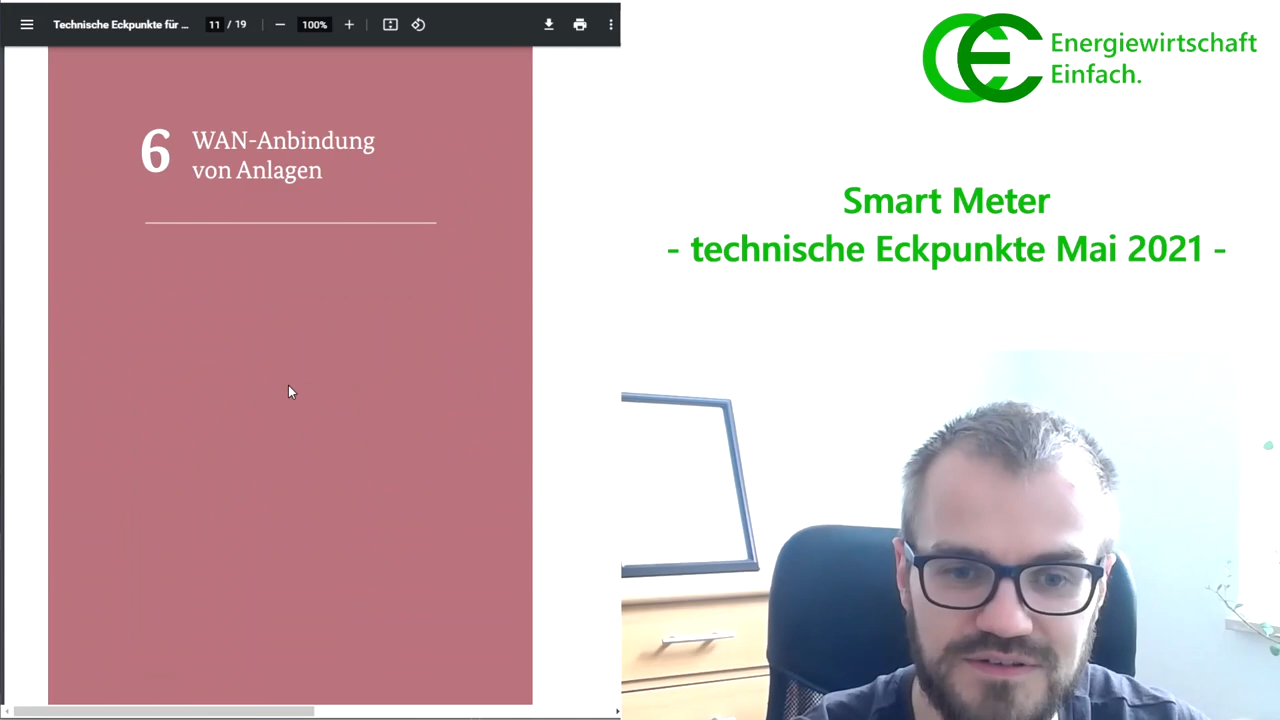 Technische Eckpunkte für ...
11 / 19
100%
6 WAN-Anbindung
von Anlagen
Energiewirtschaft
Einfach.
Smart Meter
- technische Eckpunkte Mai 2021 -